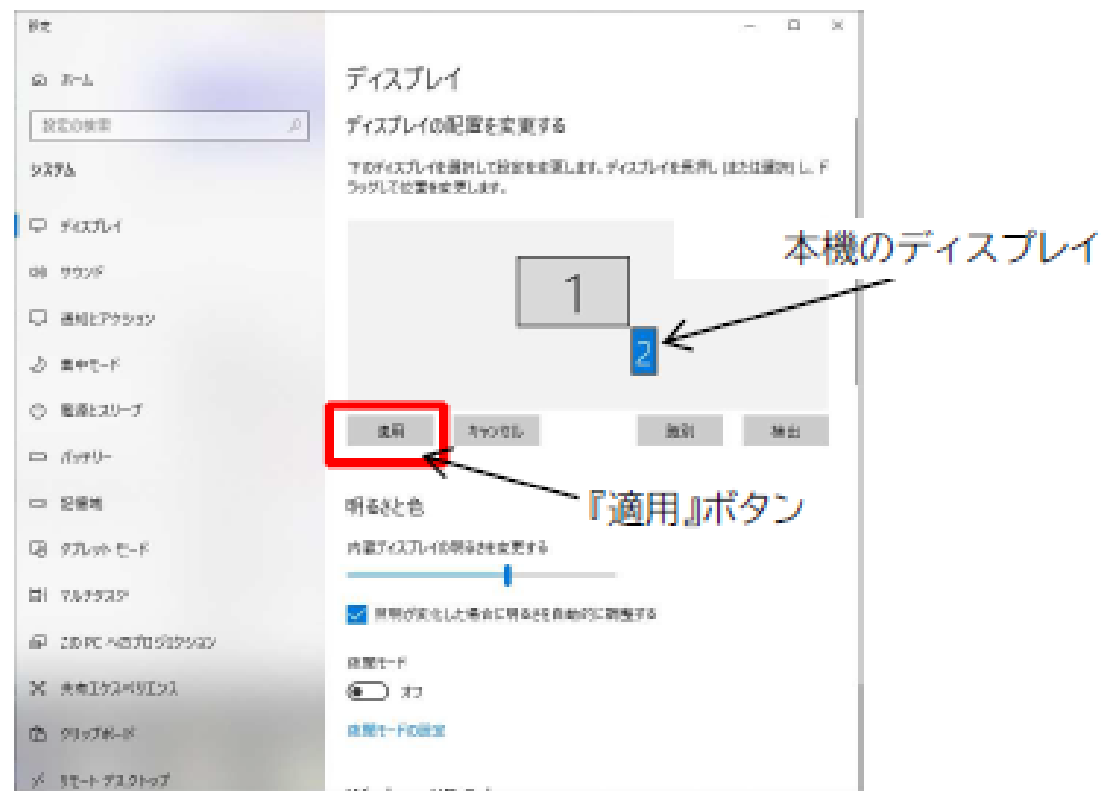 設定
ホーム
設定の検索
システム
ディスプレイ
サウンド
通知とアクション
集中モード
電源とスリープ
バッテリー
記憶域
タブレット モード
マルチタスク
この PC へのプロジェクション
共有エクスペリエンス
クリップボード
リモート デスクトップ
ディスプレイ
ディスプレイの配置を変更する
下のディスプレイを選択して設定を変更します。ディスプレイを長押し (または選択) し、ド
ラッグして位置を変更します。
1
2
本機のディスプレイ
適用
キャンセル
識別
検出
『適用』ボタン
明るさと色
内蔵ディスプレイの明るさを変更する
照明が変化した場合に明るさを自動的に調整する
夜間モード
オフ
夜間モードの設定